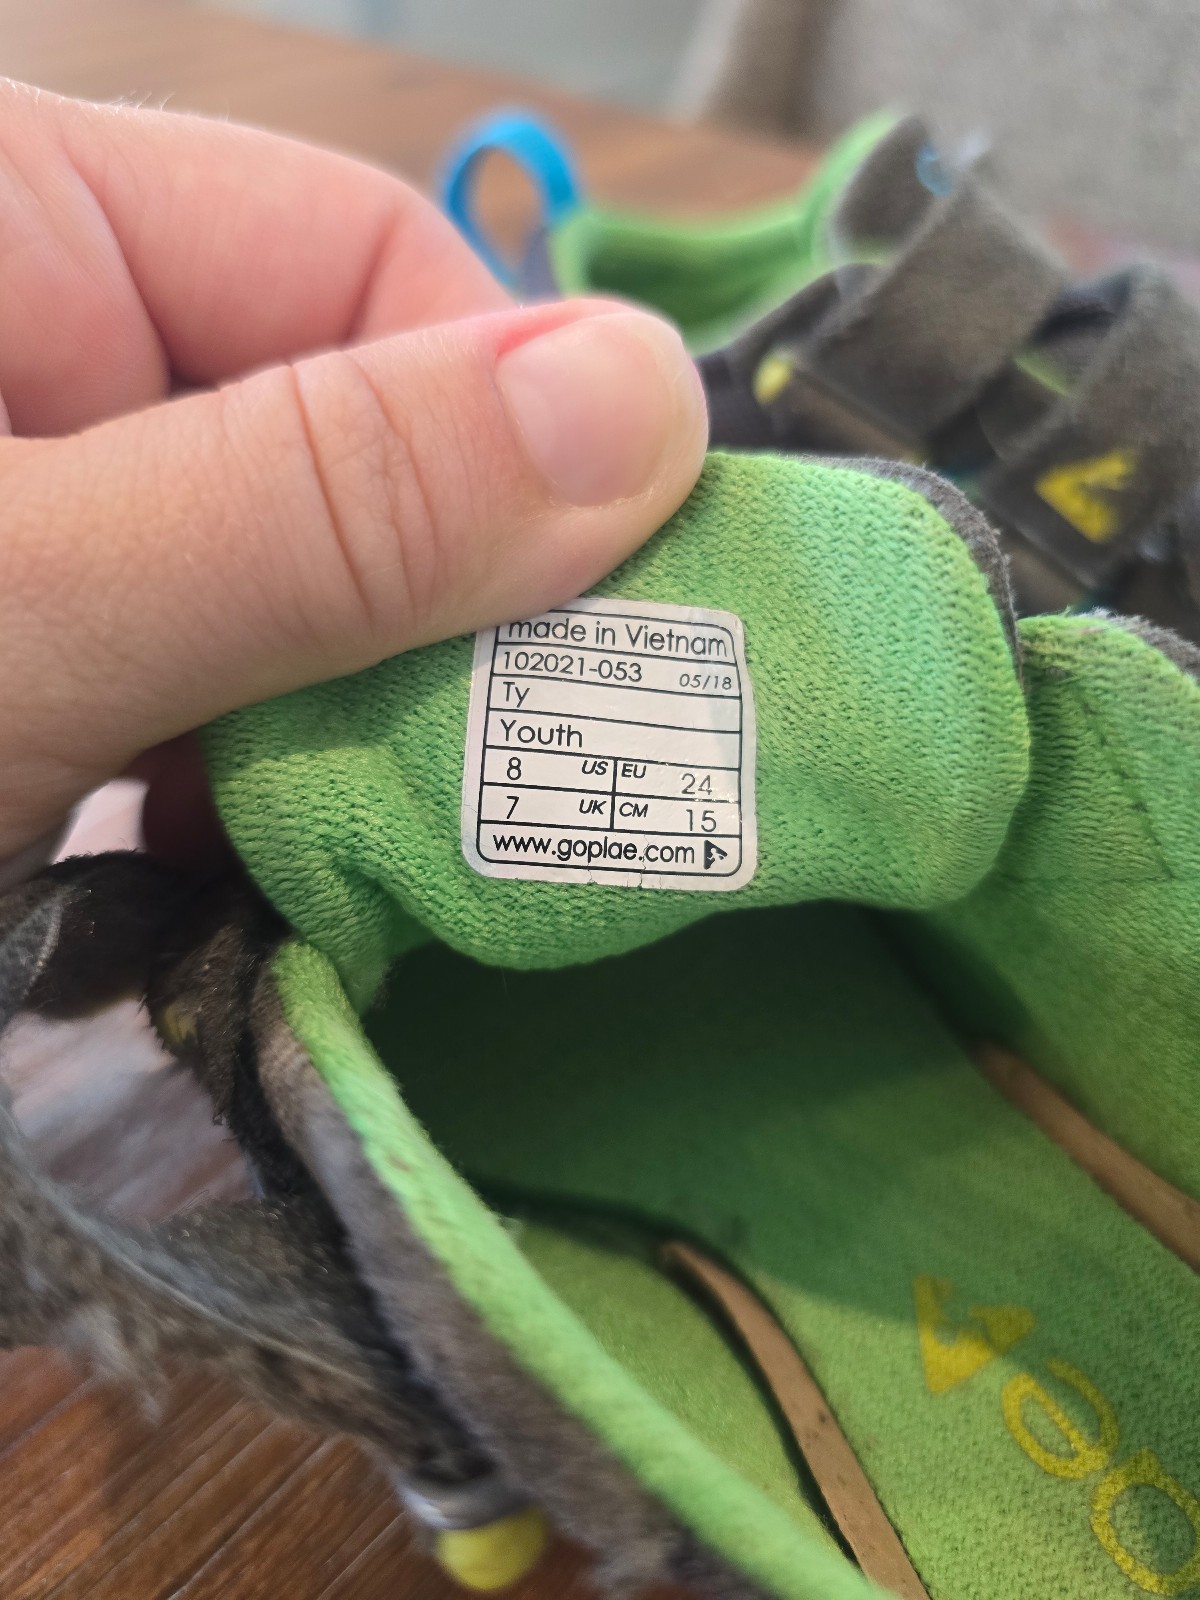 made in Vietnam
102021-053 05/18
Ty
Youth
8 US EU 24
7 UK CM 15
www.goplae.com